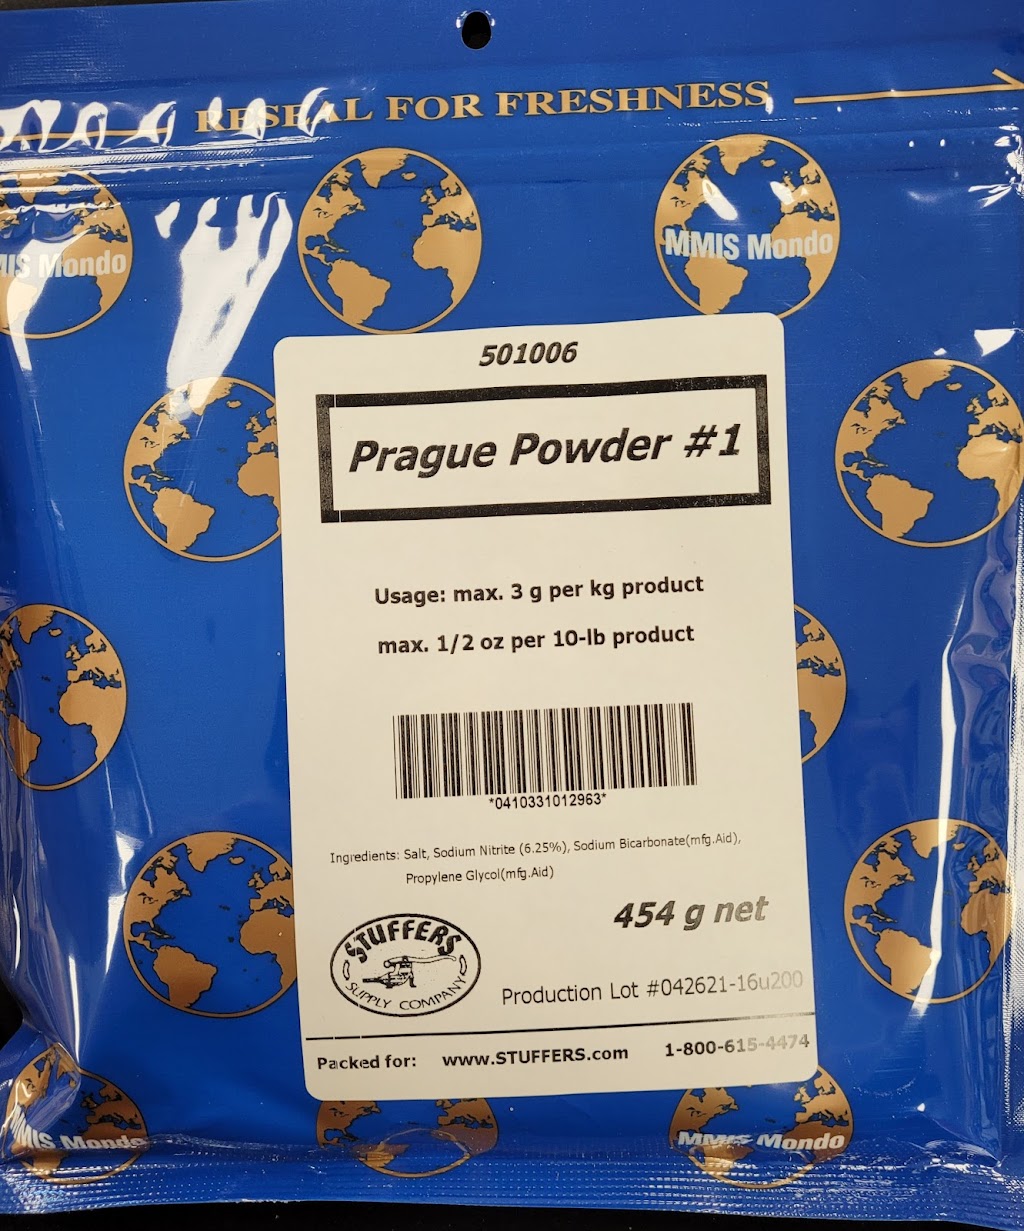 RESEAL FOR FRESHNESS
MIS Mondo
MMIS Mondo
501006
Prague Powder #1
Usage: max. 3 g per kg product
max. 1/2 oz per 10-lb product
*0410331012963*
Ingredients: Salt, Sodium Nitrite (6.25%), Sodium Bicarbonate(mfg.Aid),
Propylene Glycol(mfg.Aid)
454 g net
STUFFERS
SUPPLY COMPANY
Production Lot #042621-16u200
Packed for: www.STUFFERS.com 1-800-615-4474
MMIS Mondo
MMIS Mondo